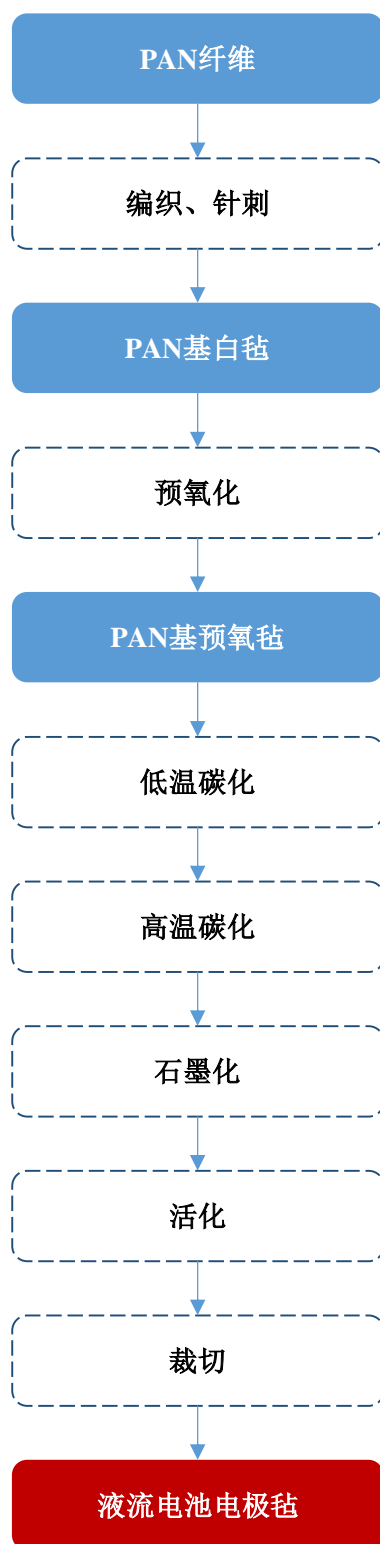 PAN纤维
编织、针刺
PAN基白毡
预氧化
PAN基预氧毡
低温碳化
高温碳化
石墨化
活化
裁切
液流电池电极毡